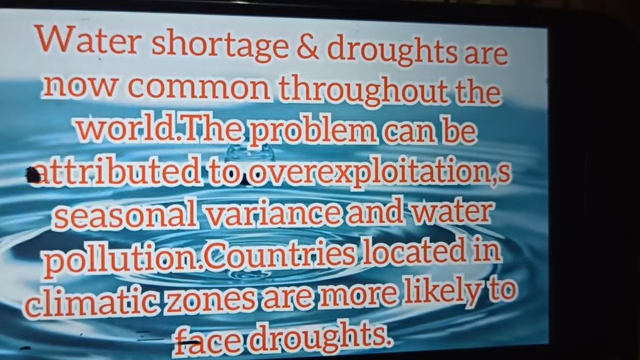 Water shortage & droughts are
now common throughout the
world.The problem can be
attributed to overexploitation,s
seasonal variance and water
pollution.Countries located in
climatic zones are more likely to
face droughts.